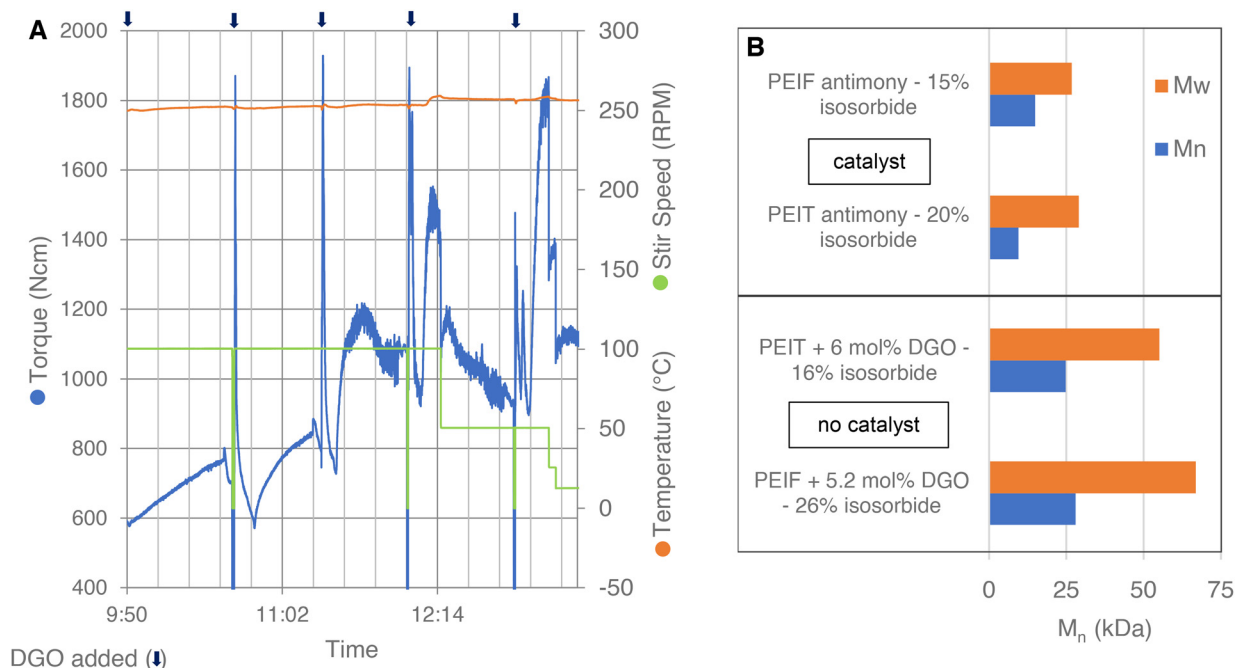 A
2000
1800
1600
1400
1200
1000
800
600
400
Torque (Ncm)
300
250
200
150
100
50
0
-50
Stir Speed (RPM)
Temperature (°C)
9:50
11:02
12:14
Time
DGO added (⬇)
B
PEIF antimony - 15%
isosorbide
catalyst
PEIT antimony - 20%
isosorbide
PEIT + 6 mol% DGO -
16% isosorbide
no catalyst
PEIF + 5.2 mol% DGO
- 26% isosorbide
Mw
Mn
0
25
50
75
Mn (kDa)